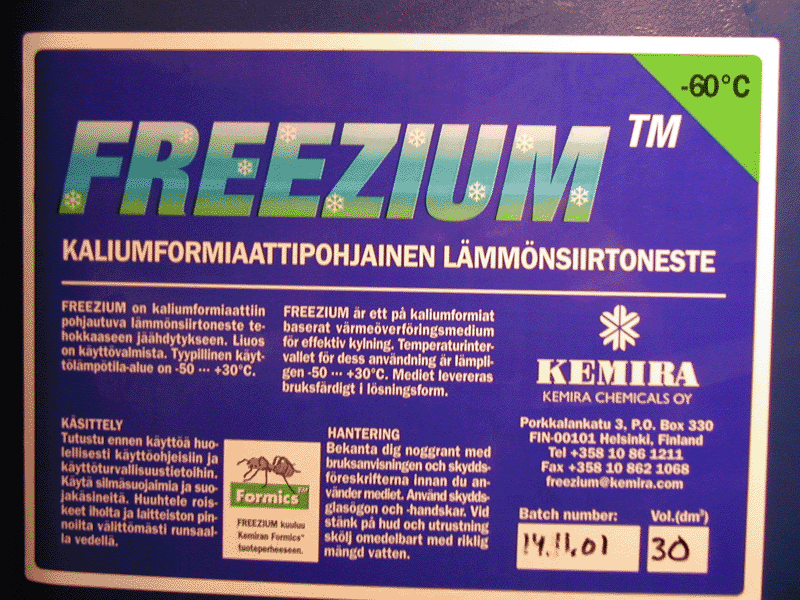 -60°C
FREEZIUM TM
KALIUMFORMIAATTIPOHJAINEN LÄMMÖNSIIRTONESTE
FREEZIUM on kaliumformiaattiin
pohjautuva lämmönsiirtoneste te-
hokkaaseen jäähdytykseen. Liuos
on käyttövalmista. Tyypillinen käyt-
tölämpötila-alue on -50 ··· +30°C.
FREEZIUM är ett på kaliumformiat
baserat värmeöverföringsmedium
för effektiv kylning. Temperaturinter-
vallet för dess användning är lämpli-
gen -50 ··· +30°C. Mediet levereras
bruksfärdigt i lösningsform.
KEMIRA
KEMIRA CHEMICALS OY
Porkkalankatu 3, P.O. Box 330
FIN-00101 Helsinki, Finland
Tel +358 10 86 1211
Fax +358 10 862 1068
freezium@kemira.com
KÄSITTELY
Tutustu ennen käyttöä huo-
lellisesti käyttöohjeisiin ja
käyttöturvallisuustietoihin.
Käytä silmäsuojaimia ja suo-
jakäsineitä. Huuhtele rois-
keet iholta ja laitteiston pin-
noilta välittömästi runsaal-
la vedellä.
Formics™
FREEZIUM kuuluu
Kemiran Formics™
tuoteperheeseen.
HANTERING
Bekanta dig noggrant med
bruksanvisningen och skydds-
föreskrifterna innan du an-
vänder mediet. Använd skydds-
glasögon och -handskar. Vid
stänk på hud och utrustning
skölj omedelbart med riklig
mängd vatten.
Batch number: Vol.(dm³)
14.11.01 30